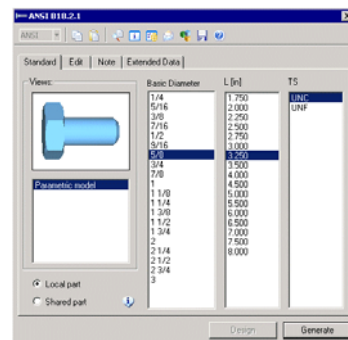 ANSI B18.2.1
ANSI
Standard Edit Note Extended Data
Views:
Parametric model
Local part
Shared part
Basic Diameter
1/4
5/16
3/8
7/16
1/2
9/16
5/8
3/4
7/8
1
1 1/8
1 1/4
1 3/8
1 1/2
1 3/4
2
2 1/4
2 1/2
2 3/4
3
L [in]
1.750
2.000
2.250
2.500
2.750
3.000
3.250
3.500
4.000
4.500
5.000
5.500
6.000
6.500
7.000
7.500
8.000
TS
UNC
UNF
Design Generate